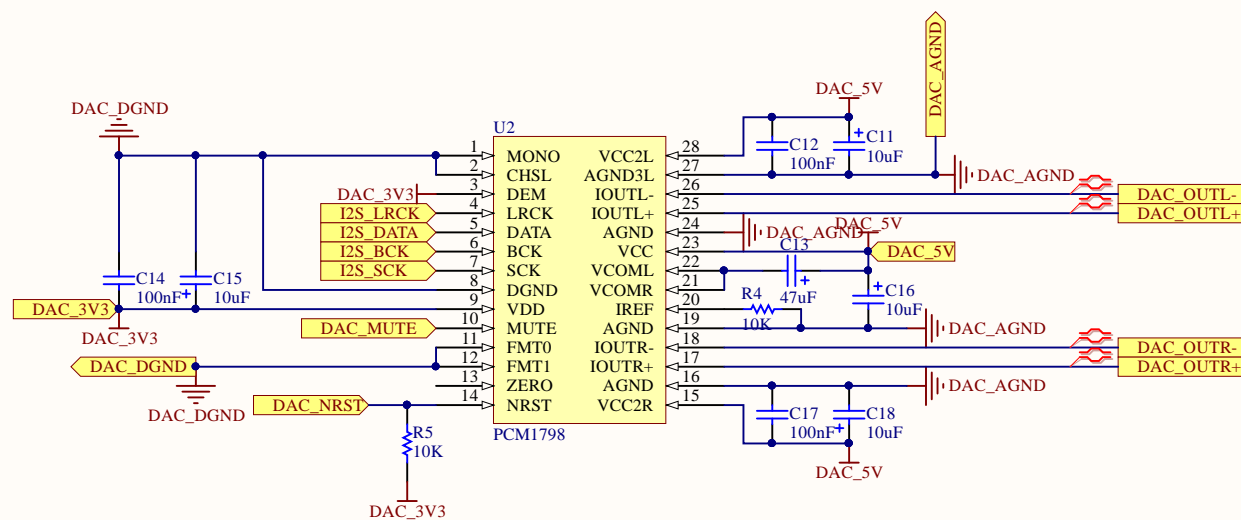 DAC_AGND
DAC_5V
DAC_DGND
U2
C12
100nF
C11
10uF
1 MONO VCC2L 28
2 CHSL AGND3L 27
DAC_AGND
DAC_3V3
3 DEM IOUTL- 26
DAC_OUTL-
I2S_LRCK
4 LRCK IOUTL+ 25
DAC_OUTL+
I2S_DATA
5 DATA AGND 24
DAC_AGND
DAC_5V
I2S_BCK
6 BCK VCC 23
C13
DAC_5V
I2S_SCK
7 SCK VCOML 22
C14
100nF
C15
10uF
8 DGND VCOMR 21
47uF
C16
10uF
DAC_3V3
9 VDD IREF 20
R4
10K
DAC_3V3
DAC_MUTE
10 MUTE AGND 19
DAC_AGND
11 FMT0 IOUTR- 18
DAC_OUTR-
DAC_DGND
12 FMT1 IOUTR+ 17
DAC_OUTR+
13 ZERO AGND 16
DAC_AGND
DAC_DGND
DAC_NRST
14 NRST VCC2R 15
C17
100nF
C18
10uF
R5
10K
PCM1798
DAC_5V
DAC_3V3